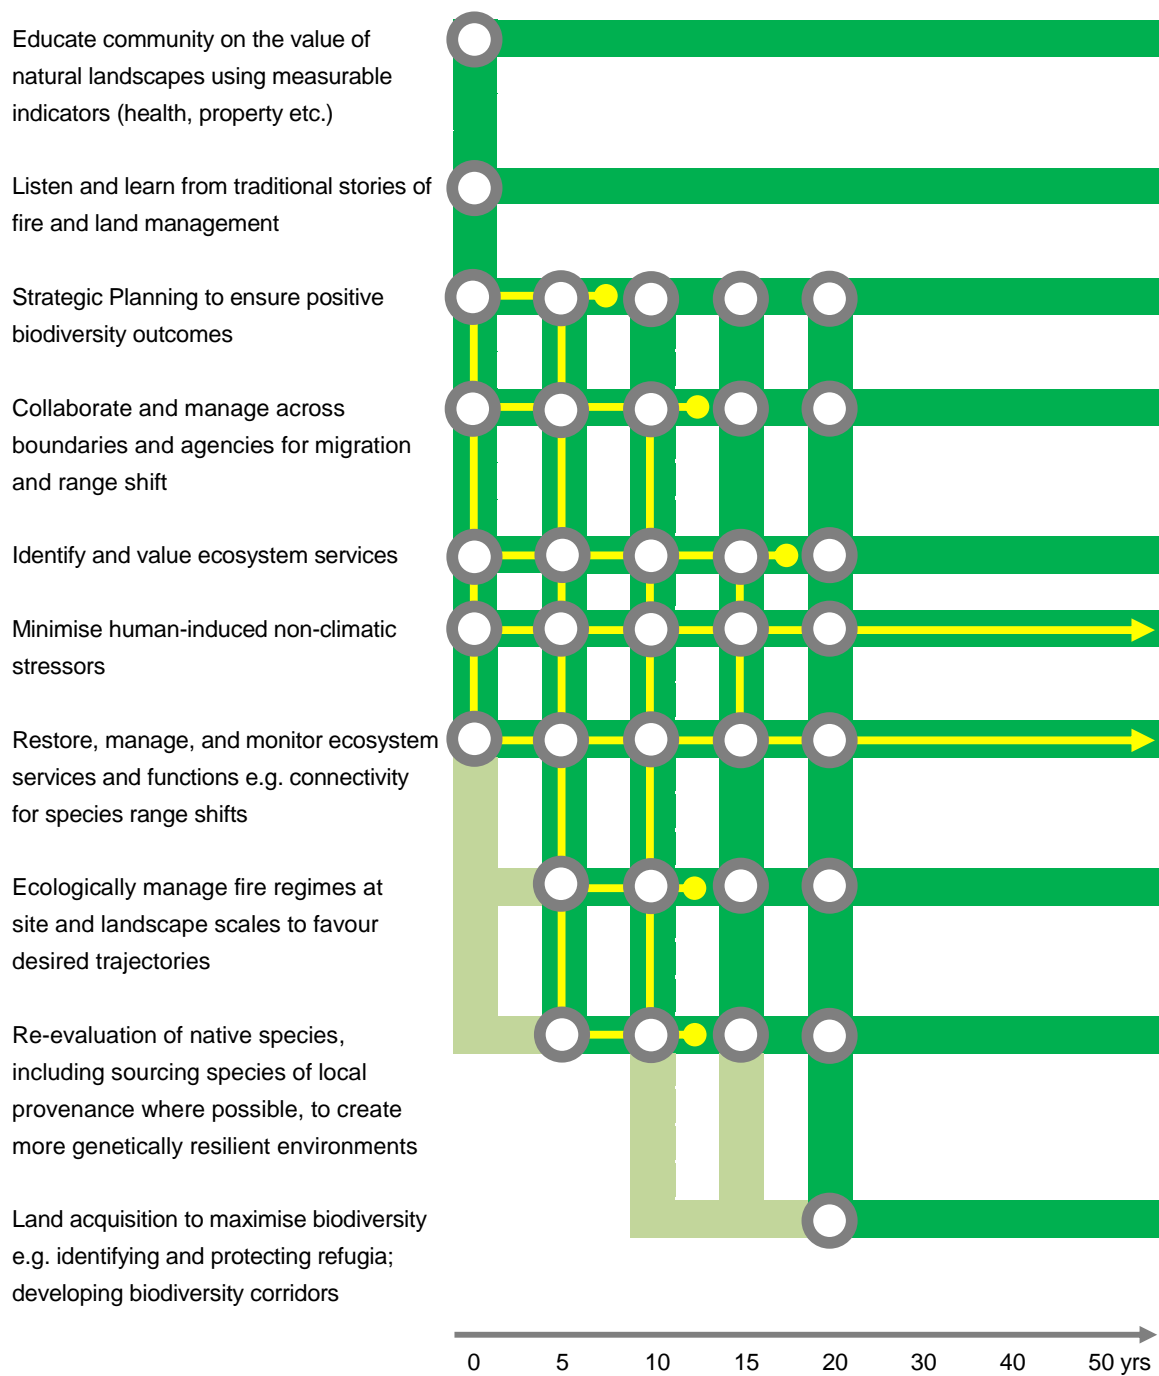 Educate community on the value of
natural landscapes using measurable
indicators (health, property etc.)
Listen and learn from traditional stories of
fire and land management
Strategic Planning to ensure positive
biodiversity outcomes
Collaborate and manage across
boundaries and agencies for migration
and range shift
Identify and value ecosystem services
Minimise human-induced non-climatic
stressors
Restore, manage, and monitor ecosystem
services and functions e.g. connectivity
for species range shifts
Ecologically manage fire regimes at
site and landscape scales to favour
desired trajectories
Re-evaluation of native species,
including sourcing species of local
provenance where possible, to create
more genetically resilient environments
Land acquisition to maximise biodiversity
e.g. identifying and protecting refugia;
developing biodiversity corridors
0 5 10 15 20 30 40 50 yrs